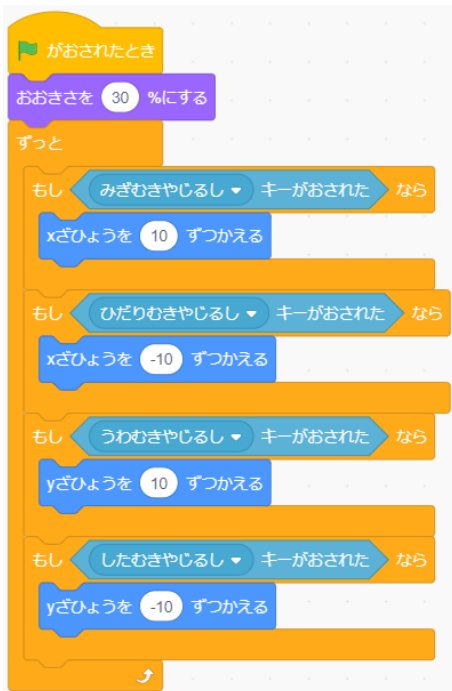 がおされたとき
おおきさを 30 %にする
ずっと
もし みぎむきやじるし キーがおされた なら
xざひょうを 10 ずつかえる
もし ひだりむきやじるし キーがおされた なら
xざひょうを -10 ずつかえる
もし うわむきやじるし キーがおされた なら
yざひょうを 10 ずつかえる
もし したむきやじるし キーがおされた なら
yざひょうを -10 ずつかえる